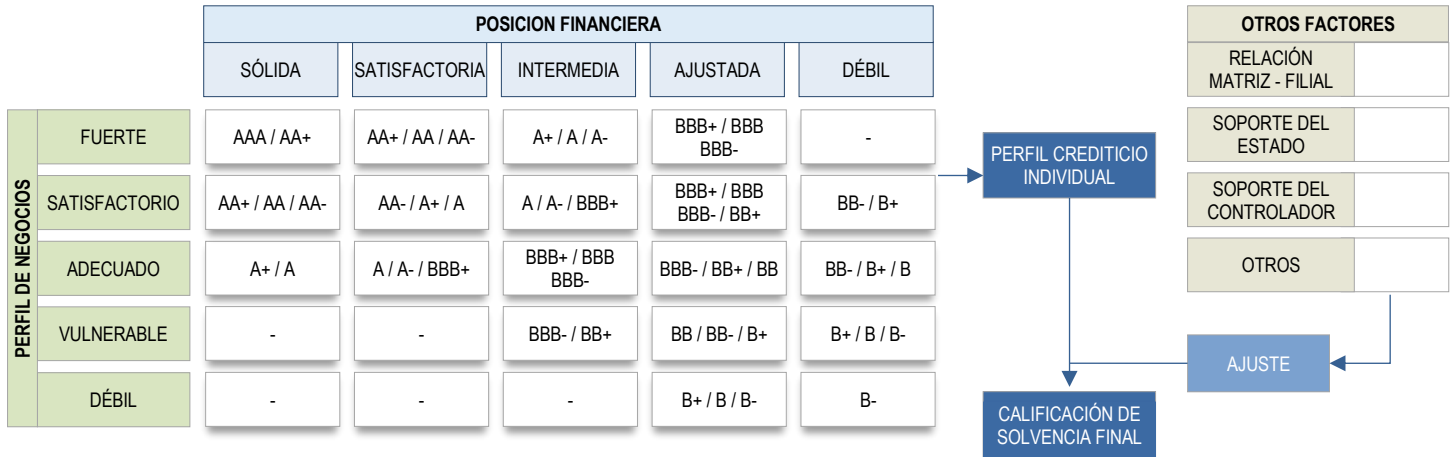 POSICION FINANCIERA
SÓLIDA
SATISFACTORIA
INTERMEDIA
AJUSTADA
DÉBIL
PERFIL DE NEGOCIOS
FUERTE
AAA / AA+
AA+ / AA / AA-
A+ / A / A-
BBB+ / BBB
BBB-
-
SATISFACTORIO
AA+ / AA / AA-
AA- / A+ / A
A / A- / BBB+
BBB+ / BBB
BBB- / BB+
BB- / B+
ADECUADO
A+ / A
A / A- / BBB+
BBB+ / BBB
BBB-
BBB- / BB+ / BB
BB- / B+ / B
VULNERABLE
-
-
BBB- / BB+
BB / BB- / B+
B+ / B / B-
DÉBIL
-
-
-
B+ / B / B-
B-
PERFIL CREDITICIO
INDIVIDUAL
CALIFICACIÓN DE
SOLVENCIA FINAL
OTROS FACTORES
RELACIÓN
MATRIZ - FILIAL
SOPORTE DEL
ESTADO
SOPORTE DEL
CONTROLADOR
OTROS
AJUSTE